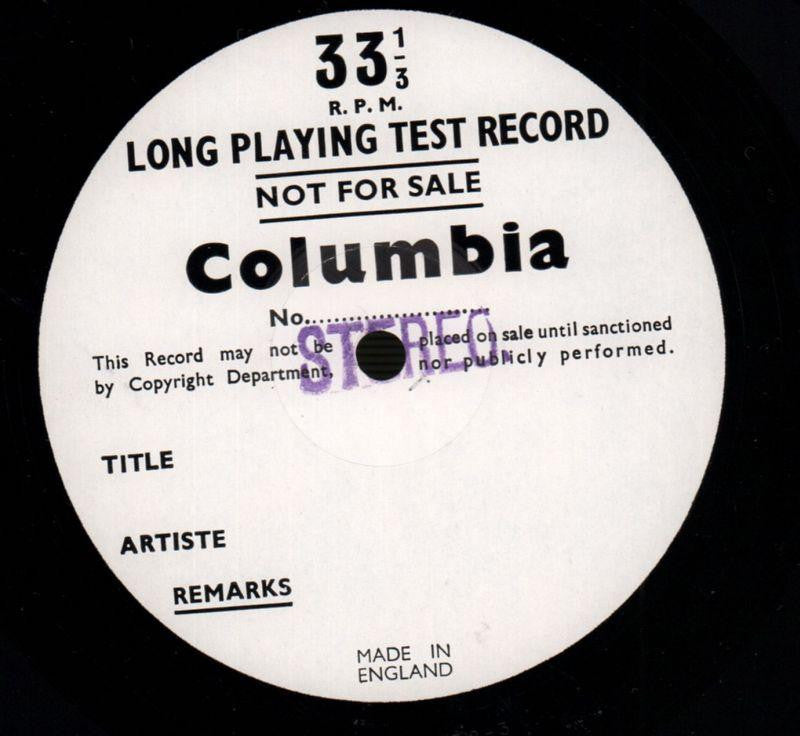 33 1/3
R. P. M.
LONG PLAYING TEST RECORD
NOT FOR SALE
Columbia
No..........................
STEREO.
This Record may not be placed on sale until sanctioned
by Copyright Department, nor publicly performed.
TITLE
ARTISTE
REMARKS
MADE IN
ENGLAND